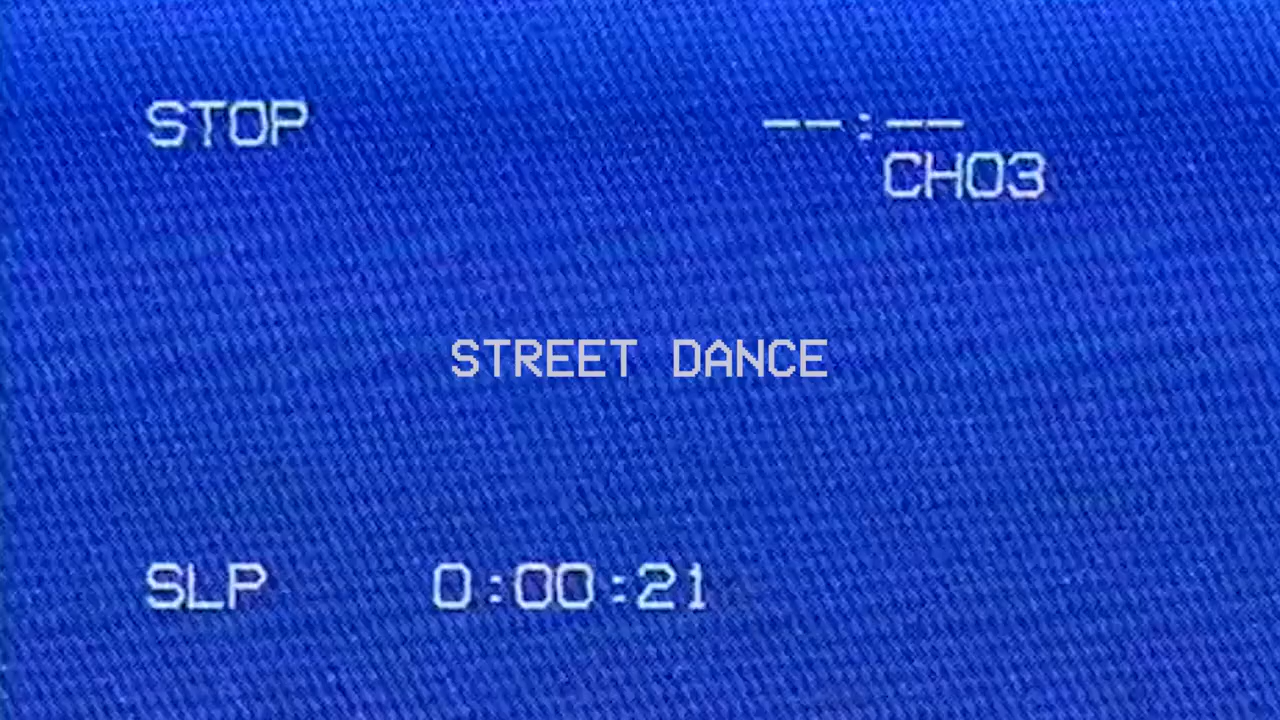 STOP --:--
CH03
STREET DANCE
SLP 0:00:21